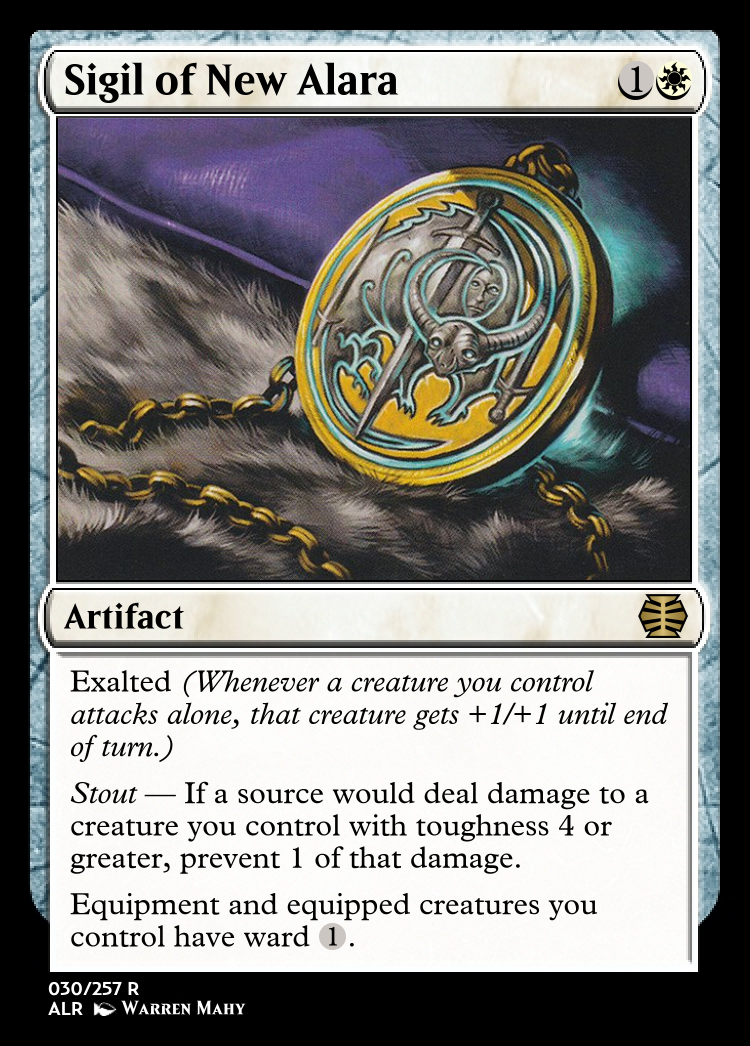 Sigil of New Alara
1
Artifact
Exalted (Whenever a creature you control
attacks alone, that creature gets +1/+1 until end
of turn.)
Stout — If a source would deal damage to a
creature you control with toughness 4 or
greater, prevent 1 of that damage.
Equipment and equipped creatures you
control have ward 1.
030/257 R
ALR Warren Mahy